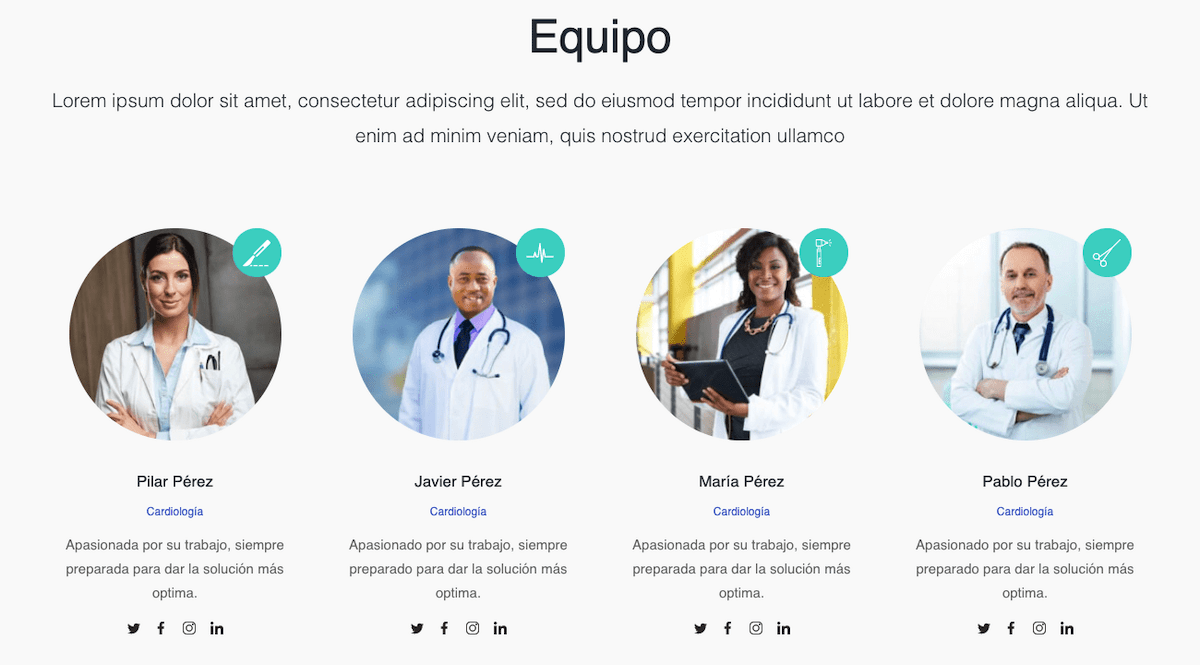 Equipo
Lorem ipsum dolor sit amet, consectetur adipiscing elit, sed do eiusmod tempor incididunt ut labore et dolore magna aliqua. Ut
enim ad minim veniam, quis nostrud exercitation ullamco
Pilar Pérez
Cardiología
Apasionada por su trabajo, siempre
preparada para dar la solución más
optima.
Javier Pérez
Cardiología
Apasionado por su trabajo, siempre
preparado para dar la solución más
optima.
María Pérez
Cardiología
Apasionada por su trabajo, siempre
preparada para dar la solución más
optima.
Pablo Pérez
Cardiología
Apasionado por su trabajo, siempre
preparado para dar la solución más
optima.